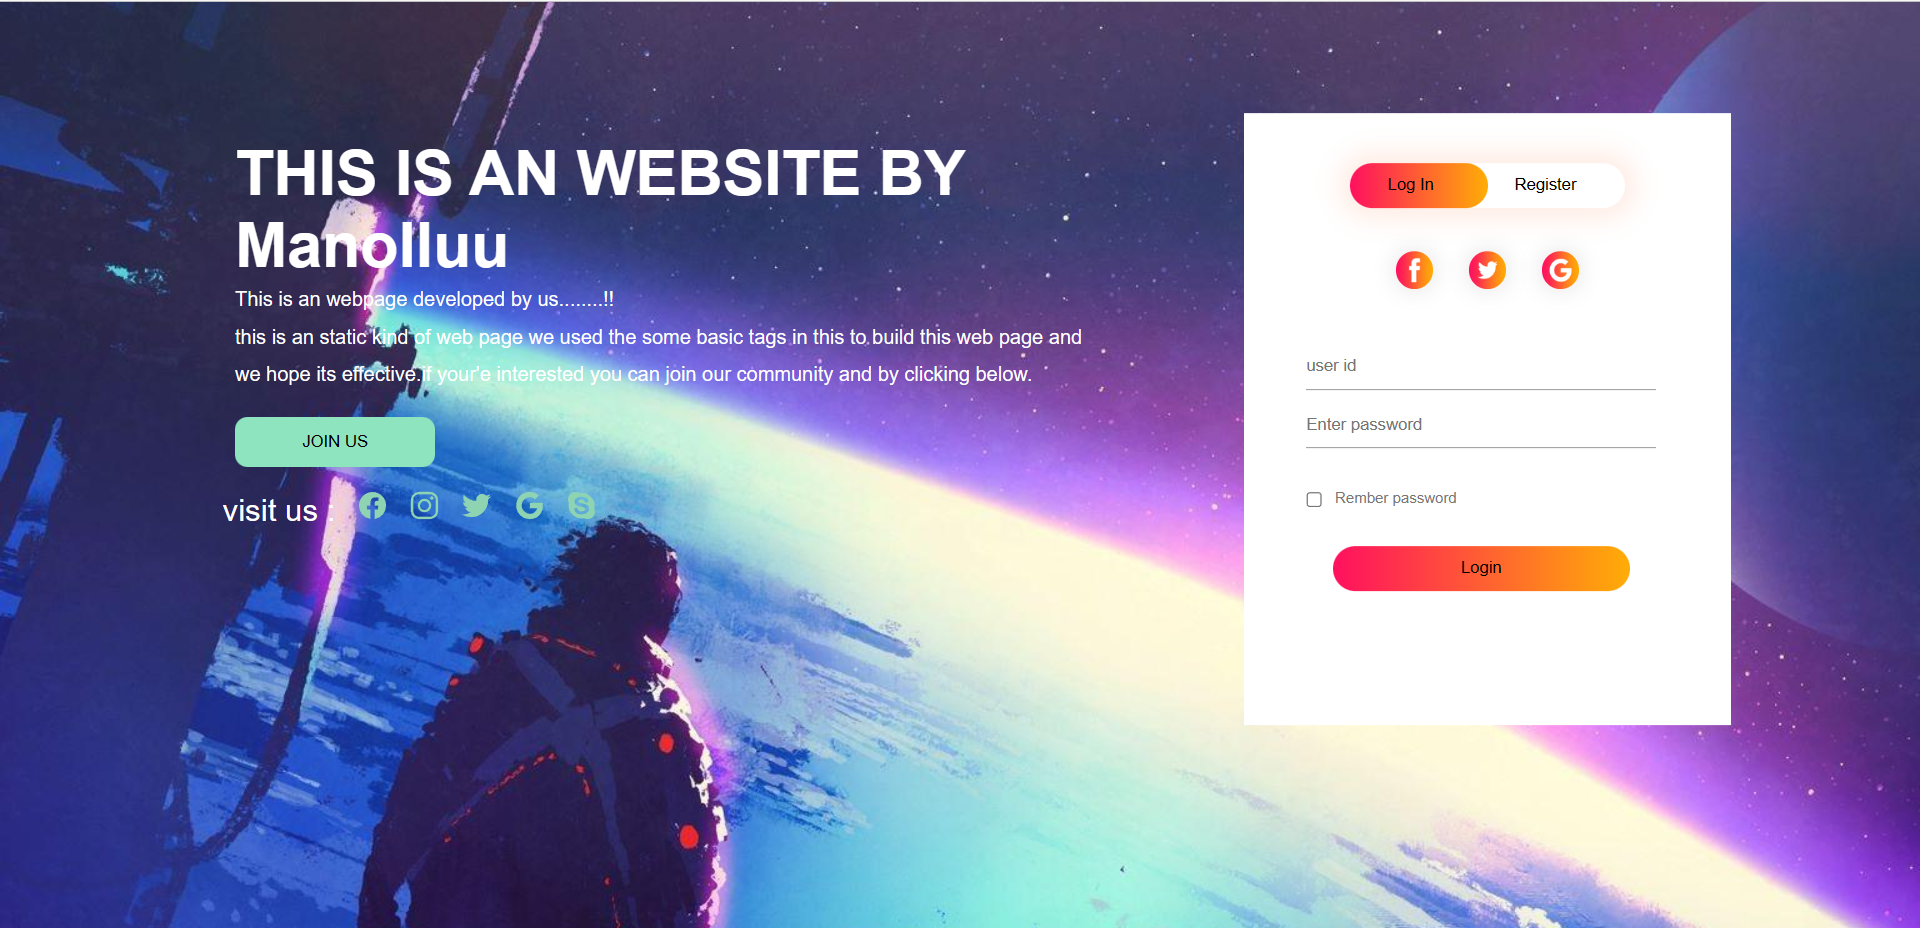 THIS IS AN WEBSITE BY
Manolluu
This is an webpage developed by us........!!
this is an static kind of web page we used the some basic tags in this to build this web page and
we hope its effective.if your'e interested you can join our community and by clicking below.
JOIN US
visit us :
Log In Register
user id
Enter password
Rember password
Login